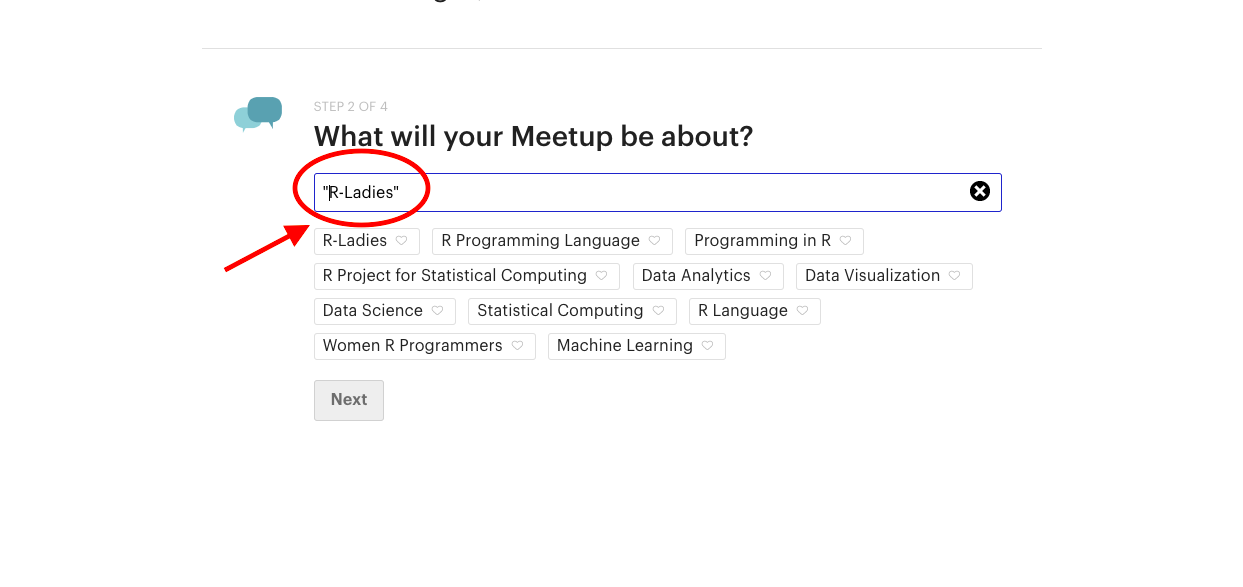 STEP 2 OF 4
What will your Meetup be about?
"R-Ladies"
R-Ladies R Programming Language Programming in R
R Project for Statistical Computing Data Analytics Data Visualization
Data Science Statistical Computing R Language
Women R Programmers Machine Learning
Next